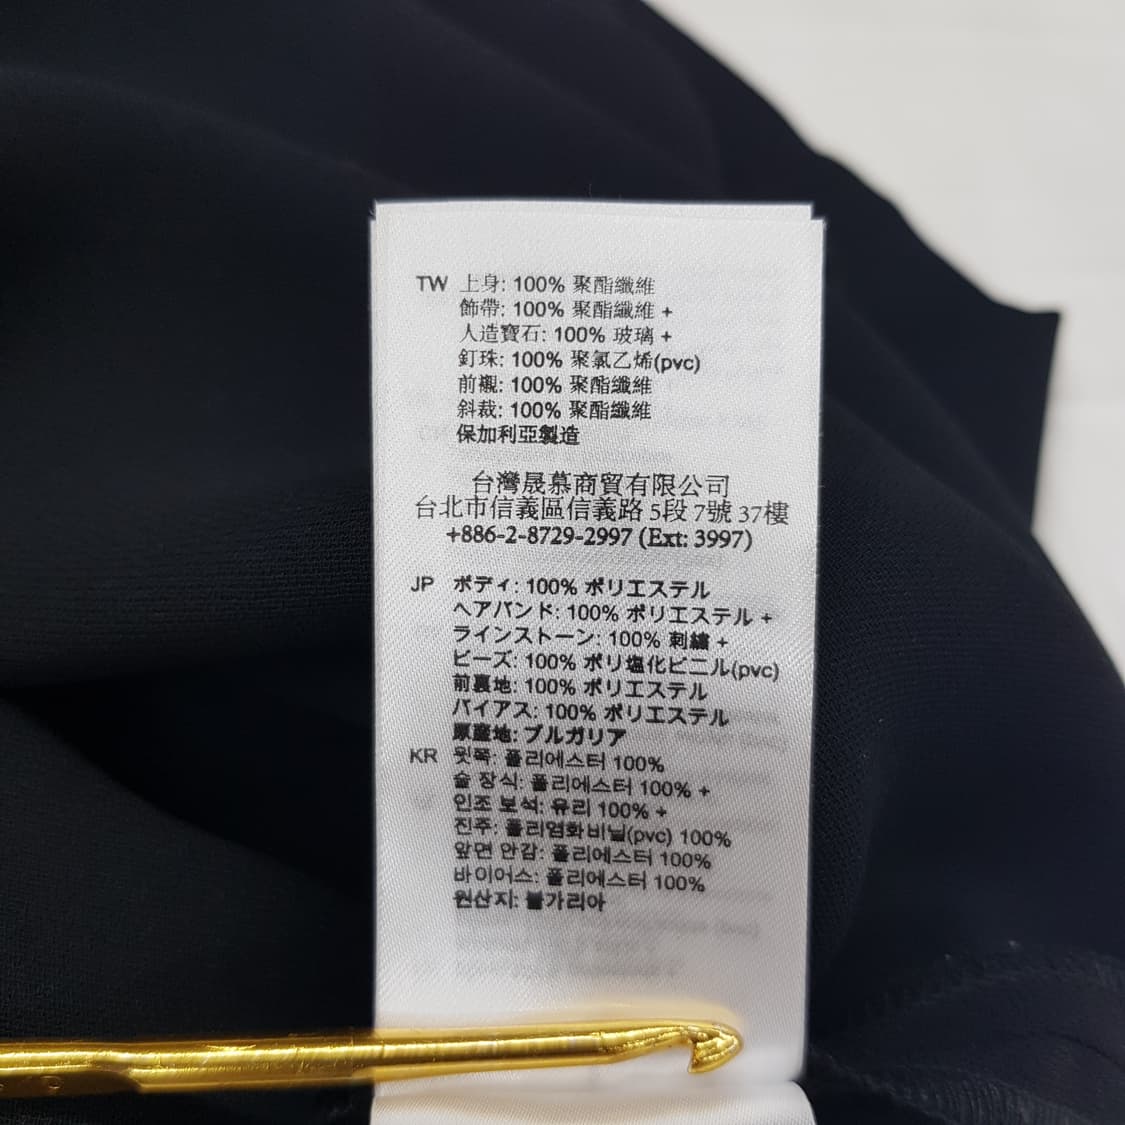 TW 上身: 100% 聚酯纖維
飾帶: 100% 聚酯纖維 +
人造寶石: 100% 玻璃 +
釘珠: 100% 聚氯乙烯(pvc)
前襯: 100% 聚酯纖維
斜裁: 100% 聚酯纖維
保加利亞製造
台灣晟慕商貿有限公司
台北市信義區信義路 5段 7號 37樓
+886-2-8729-2997 (Ext: 3997)
JP ボディ: 100% ポリエステル
ヘアバンド: 100% ポリエステル +
ラインストーン: 100% 刺繡 +
ビーズ: 100% ポリ塩化ビニル(pvc)
前裏地: 100% ポリエステル
バイアス: 100% ポリエステル
原産地: ブルガリア
KR 윗쪽: 폴리에스터 100%
술 장식: 폴리에스터 100% +
인조 보석: 유리 100% +
진주: 폴리염화비닐(pvc) 100%
앞면 안감: 폴리에스터 100%
바이어스: 폴리에스터 100%
원산지: 불가리아